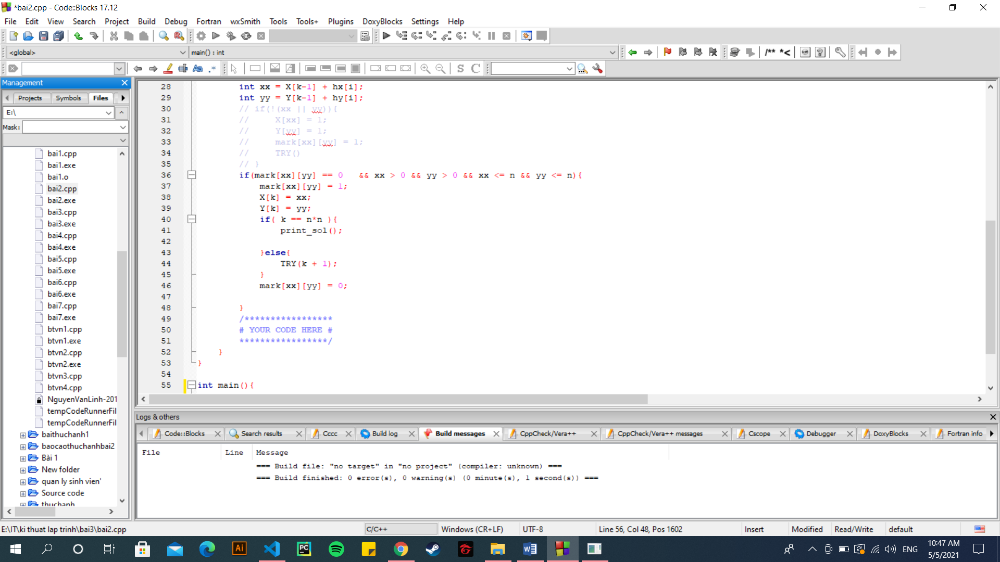 *bai2.cpp - Code::Blocks 17.12
File Edit View Search Project Build Debug Fortran wxSmith Tools Tools+ Plugins DoxyBlocks Settings Help
<global> main() : int
/** *<
Aa .*
S C
Management
Projects Symbols Files
E:\
Mask:
bai1.cpp
bai1.exe
bai1.o
bai2.cpp
bai2.exe
bai3.cpp
bai3.exe
bai4.cpp
bai4.exe
bai5.cpp
bai5.exe
bai6.cpp
bai6.exe
bai7.cpp
bai7.exe
btvn1.cpp
btvn1.exe
btvn2.cpp
btvn2.exe
btvn3.cpp
btvn4.cpp
NguyenVanLinh-201
tempCodeRunnerFil
tempCodeRunnerFil
baithuchanh1
baocaothuchanhbai2
Bài 1
New folder
quan ly sinh vien'
Source code
thuchanh
28 int xx = X[k-1] + hx[i];
29 int yy = Y[k-1] + hy[i];
30 // if(!(xx || yy)){
31 // X[xx] = 1;
32 // Y[yy] = 1;
33 // mark[xx][yy] = 1;
34 // TRY()
35 // }
36 if(mark[xx][yy] == 0 && xx > 0 && yy > 0 && xx <= n && yy <= n){
37 mark[xx][yy] = 1;
38 X[k] = xx;
39 Y[k] = yy;
40 if( k == n*n ){
41 print_sol();
42
43 }else{
44 TRY(k + 1);
45 }
46 mark[xx][yy] = 0;
47
48 }
49 /*****************
50 # YOUR CODE HERE #
51 *****************/
52 }
53 }
54
55 int main(){
Logs & others
Code::Blocks Search results Cccc Build log Build messages CppCheck/Vera++ CppCheck/Vera++ messages Cscope Debugger DoxyBlocks Fortran info
File Line Message
=== Build file: "no target" in "no project" (compiler: unknown) ===
=== Build finished: 0 error(s), 0 warning(s) (0 minute(s), 1 second(s)) ===
E:\IT\ki thuat lap trinh\bai3\bai2.cpp C/C++ Windows (CR+LF) UTF-8 Line 56, Col 48, Pos 1602 Insert Modified Read/Write default
Ai PC W ENG 10:47 AM
5/5/2021